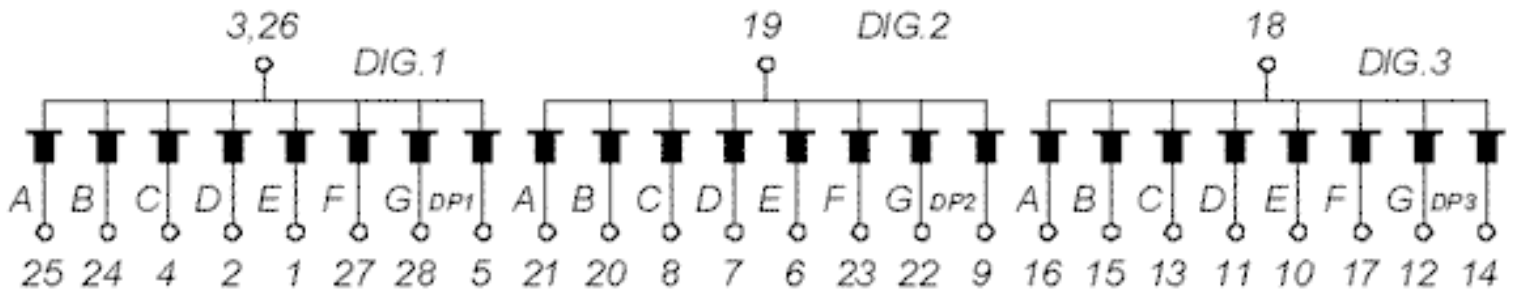 3,26 19 DIG.2 18
DIG.1 DIG.3
A B C D E F G DP1 A B C D E F G DP2 A B C D E F G DP3
25 24 4 2 1 27 28 5 21 20 8 7 6 23 22 9 16 15 13 11 10 17 12 14